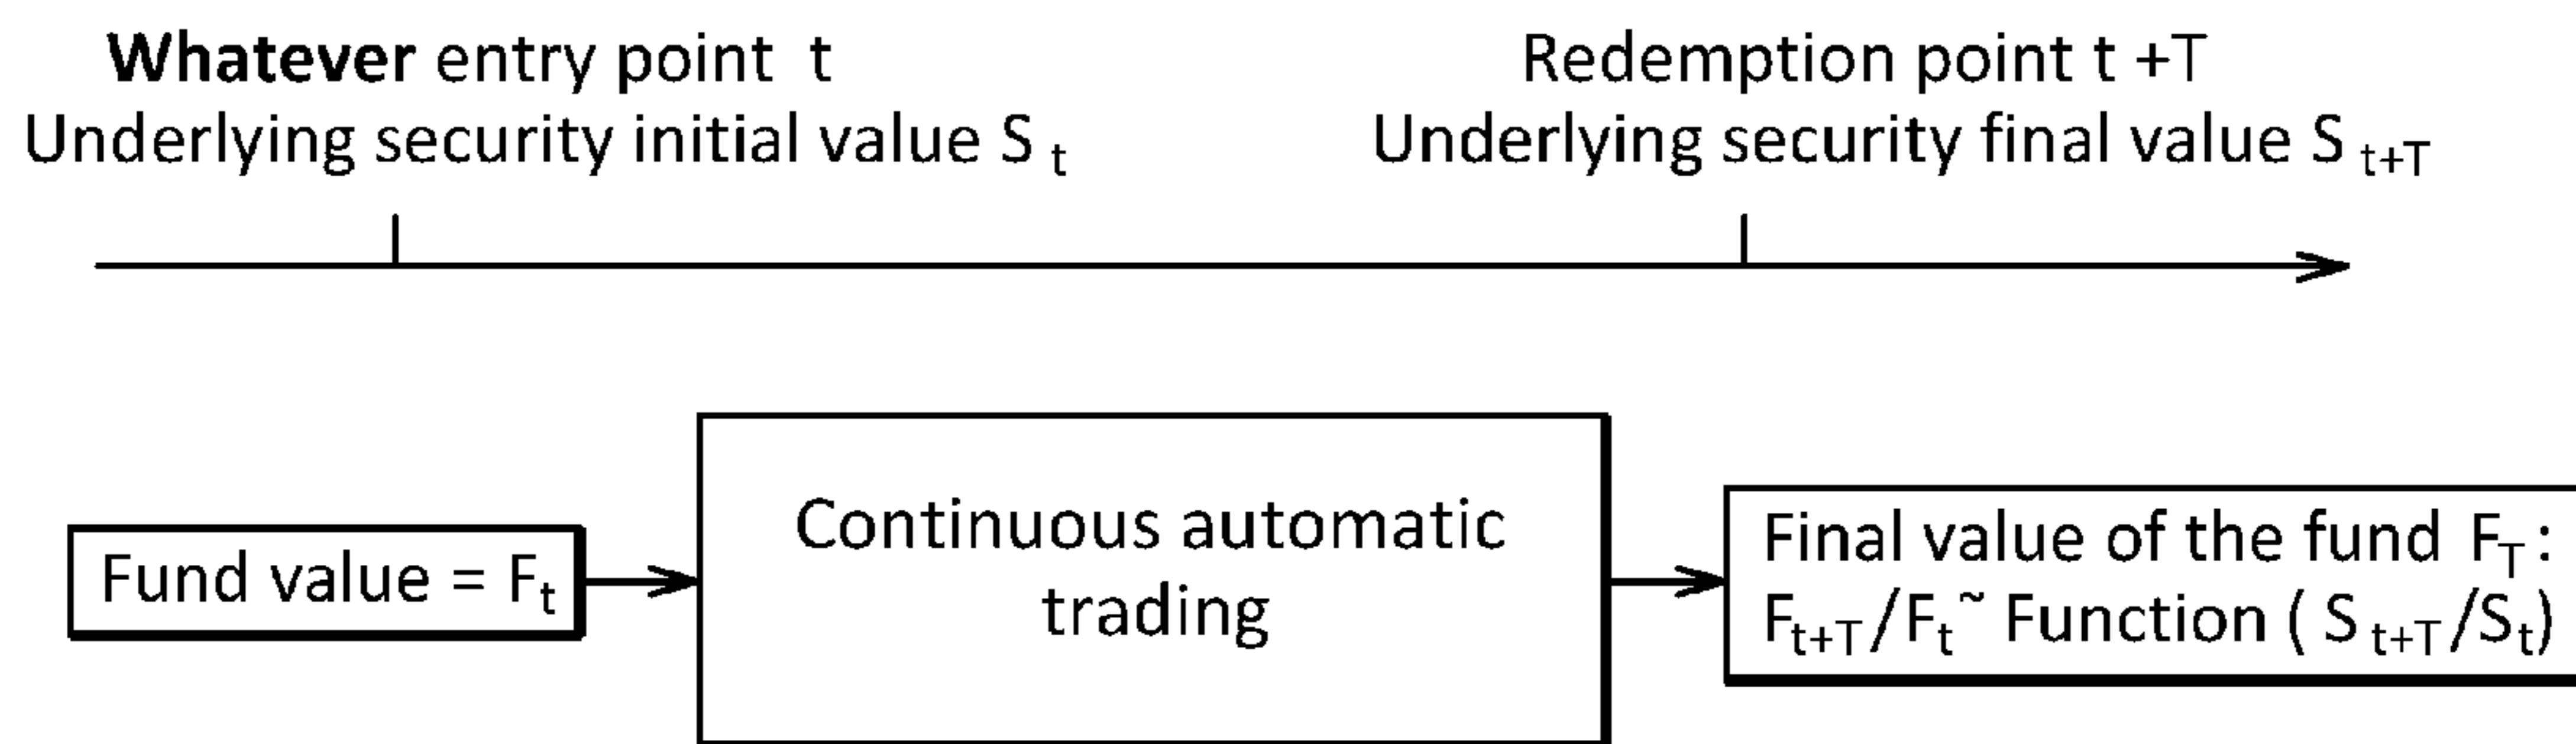 Whatever entry point t
Underlying security initial value S t
Redemption point t +T
Underlying security final value S t+T
Fund value = Ft
Continuous automatic
trading
Final value of the fund FT :
Ft+T/Ft ˜ Function ( S t+T/St)